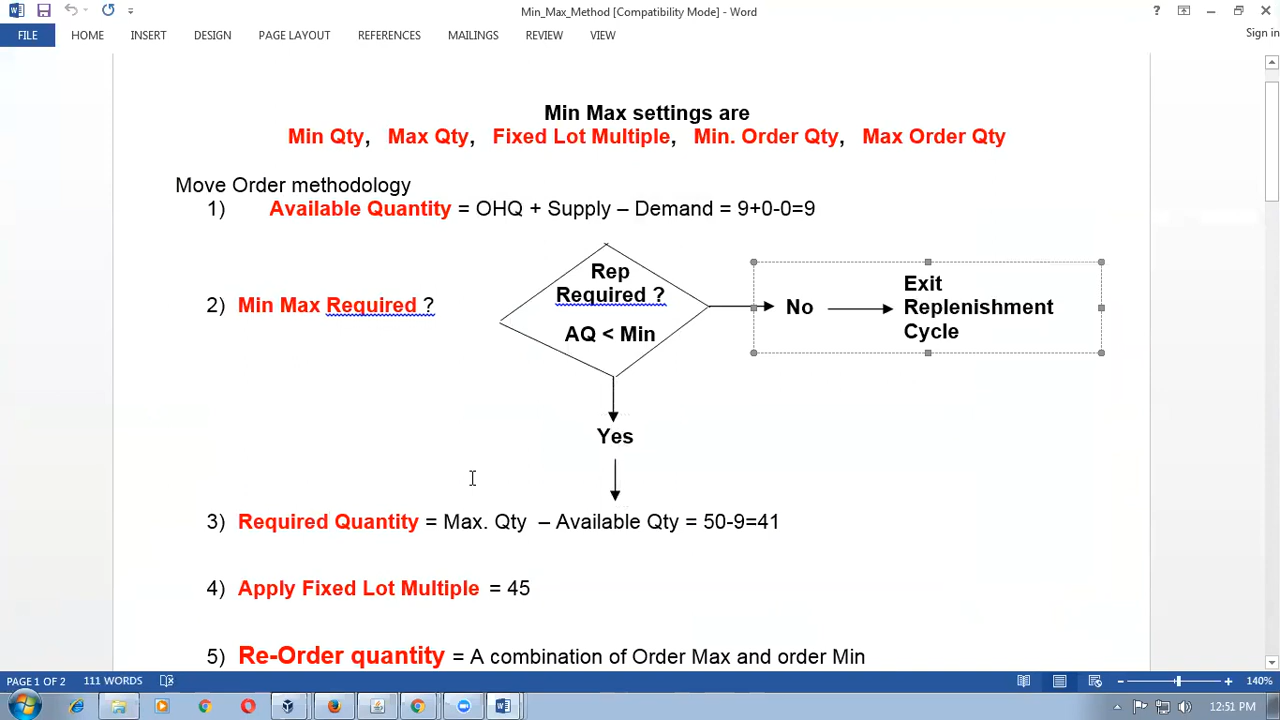 Min_Max_Method [Compatibility Mode] - Word
?
FILE HOME INSERT DESIGN PAGE LAYOUT REFERENCES MAILINGS REVIEW VIEW Sign in
Min Max settings are
Min Qty, Max Qty, Fixed Lot Multiple, Min. Order Qty, Max Order Qty
Move Order methodology
1) Available Quantity = OHQ + Supply – Demand = 9+0-0=9
2) Min Max Required ?
Rep
Required ?
AQ < Min
No
Exit
Replenishment
Cycle
Yes
3) Required Quantity = Max. Qty – Available Qty = 50-9=41
4) Apply Fixed Lot Multiple = 45
5) Re-Order quantity = A combination of Order Max and order Min
PAGE 1 OF 2 111 WORDS 140%
12:51 PM